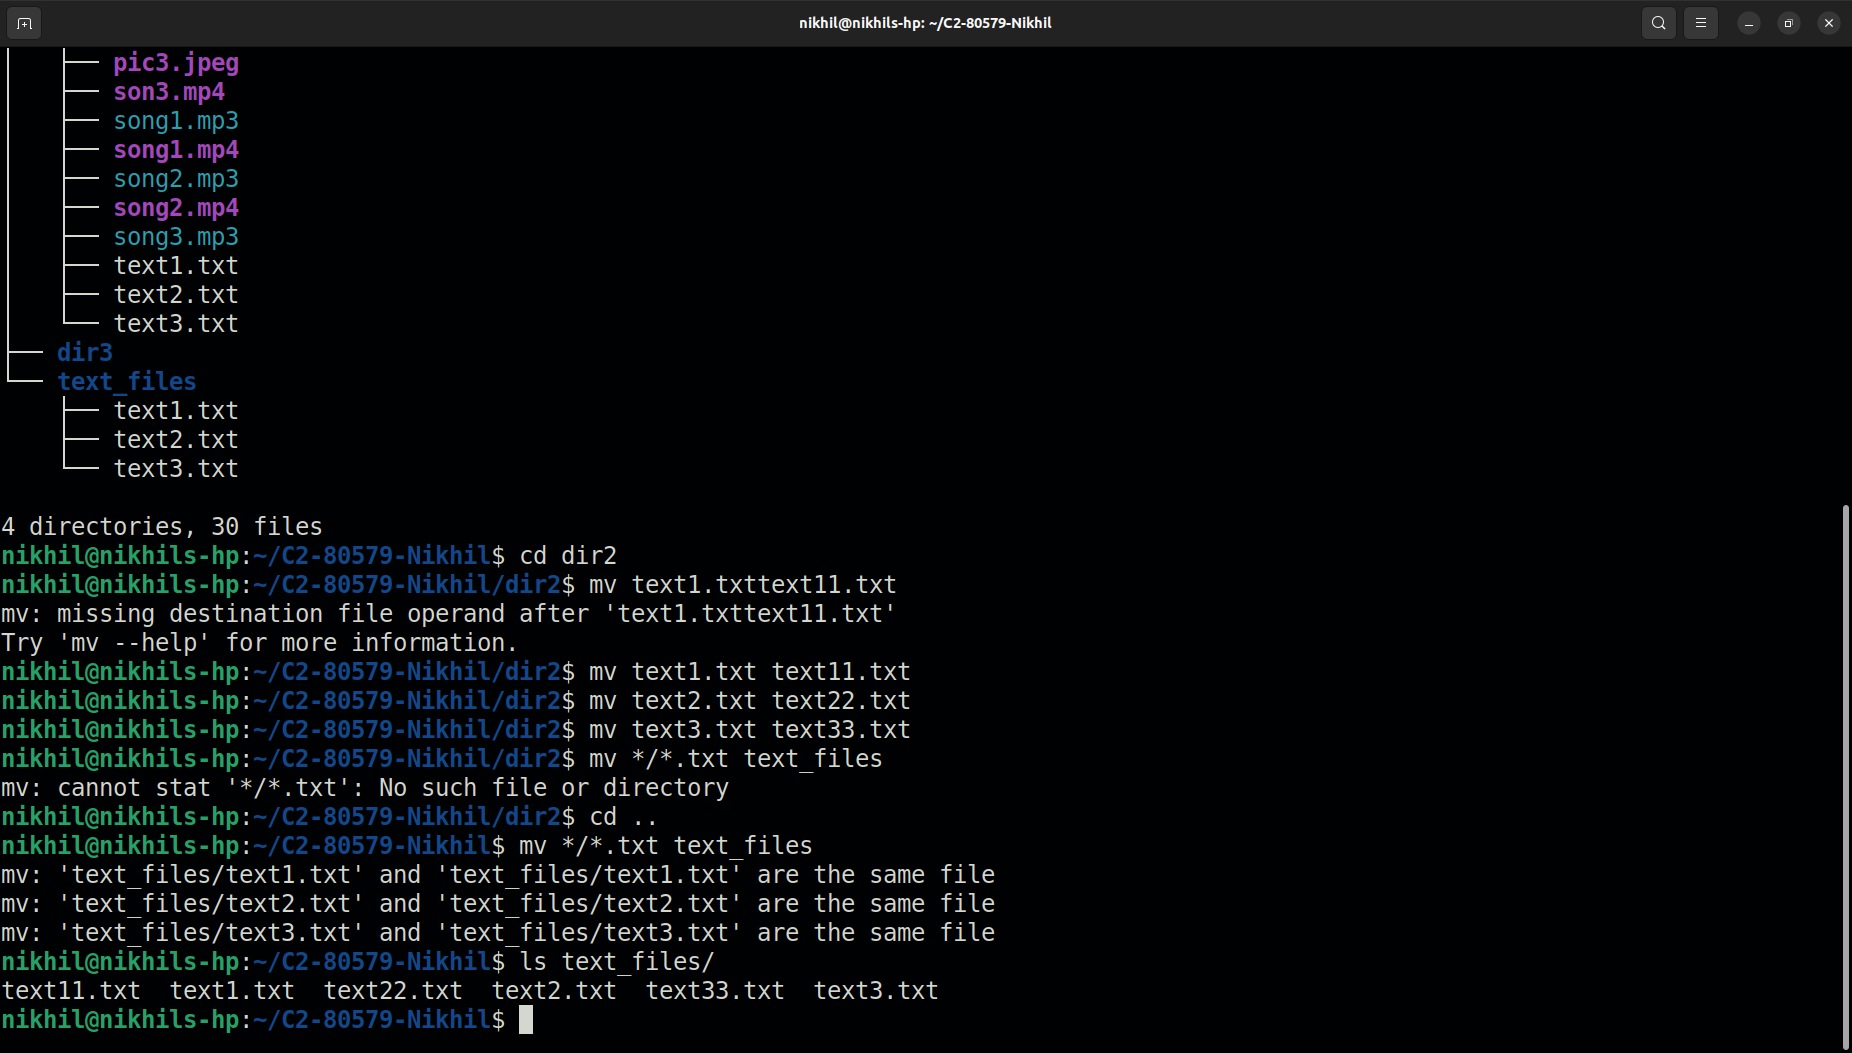 nikhil@nikhils-hp: ~/C2-80579-Nikhil
│   ├── pic3.jpeg
│   ├── son3.mp4
│   ├── song1.mp3
│   ├── song1.mp4
│   ├── song2.mp3
│   ├── song2.mp4
│   ├── song3.mp3
│   ├── text1.txt
│   ├── text2.txt
│   └── text3.txt
├── dir3
└── text_files
    ├── text1.txt
    ├── text2.txt
    └── text3.txt
4 directories, 30 files
nikhil@nikhils-hp:~/C2-80579-Nikhil$ cd dir2
nikhil@nikhils-hp:~/C2-80579-Nikhil/dir2$ mv text1.txttext11.txt
mv: missing destination file operand after 'text1.txttext11.txt'
Try 'mv --help' for more information.
nikhil@nikhils-hp:~/C2-80579-Nikhil/dir2$ mv text1.txt text11.txt
nikhil@nikhils-hp:~/C2-80579-Nikhil/dir2$ mv text2.txt text22.txt
nikhil@nikhils-hp:~/C2-80579-Nikhil/dir2$ mv text3.txt text33.txt
nikhil@nikhils-hp:~/C2-80579-Nikhil/dir2$ mv */*.txt text_files
mv: cannot stat '*/*.txt': No such file or directory
nikhil@nikhils-hp:~/C2-80579-Nikhil/dir2$ cd ..
nikhil@nikhils-hp:~/C2-80579-Nikhil$ mv */*.txt text_files
mv: 'text_files/text1.txt' and 'text_files/text1.txt' are the same file
mv: 'text_files/text2.txt' and 'text_files/text2.txt' are the same file
mv: 'text_files/text3.txt' and 'text_files/text3.txt' are the same file
nikhil@nikhils-hp:~/C2-80579-Nikhil$ ls text_files/
text11.txt  text1.txt  text22.txt  text2.txt  text33.txt  text3.txt
nikhil@nikhils-hp:~/C2-80579-Nikhil$